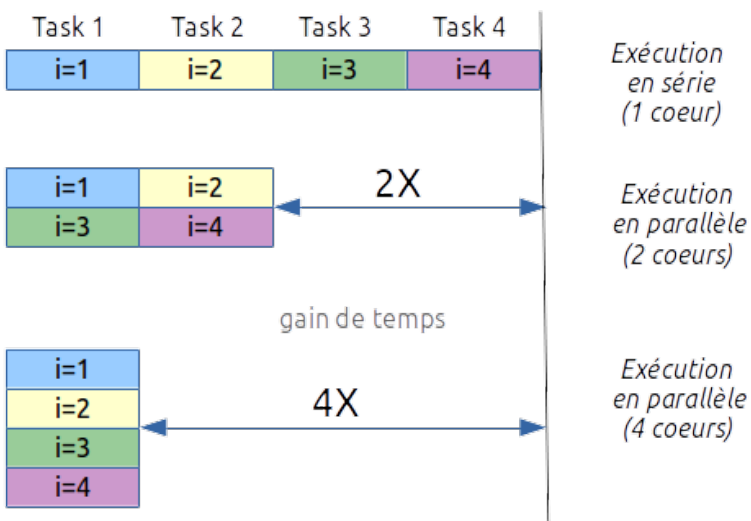 Task 1 Task 2 Task 3 Task 4
i=1 i=2 i=3 i=4
Exécution
en série
(1 coeur)
i=1 i=2
i=3 i=4
2X
Exécution
en parallèle
(2 coeurs)
gain de temps
i=1
i=2
i=3
i=4
4X
Exécution
en parallèle
(4 coeurs)